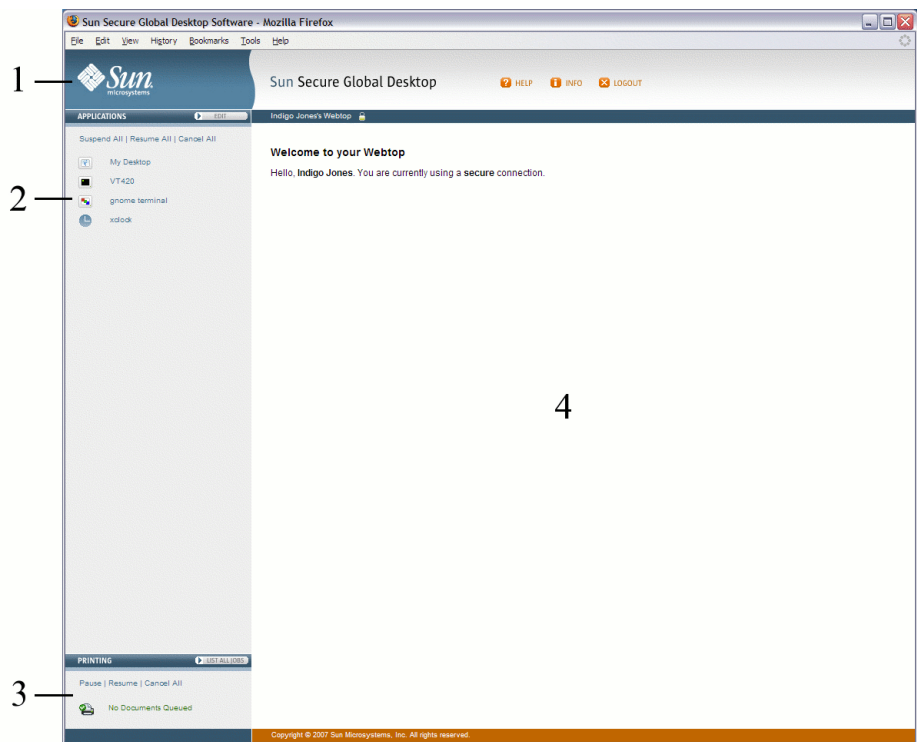 Sun Secure Global Desktop Software - Mozilla Firefox
File Edit View History Bookmarks Tools Help
1
Sun
microsystems
Sun Secure Global Desktop
HELP INFO LOGOUT
APPLICATIONS EDIT
Indigo Jones's Webtop
Suspend All | Resume All | Cancel All
My Desktop
VT420
2
gnome terminal
xclock
Welcome to your Webtop
Hello, Indigo Jones. You are currently using a secure connection.
4
PRINTING LIST ALL JOBS
Pause | Resume | Cancel All
3
No Documents Queued
Copyright © 2007 Sun Microsystems, Inc. All rights reserved.